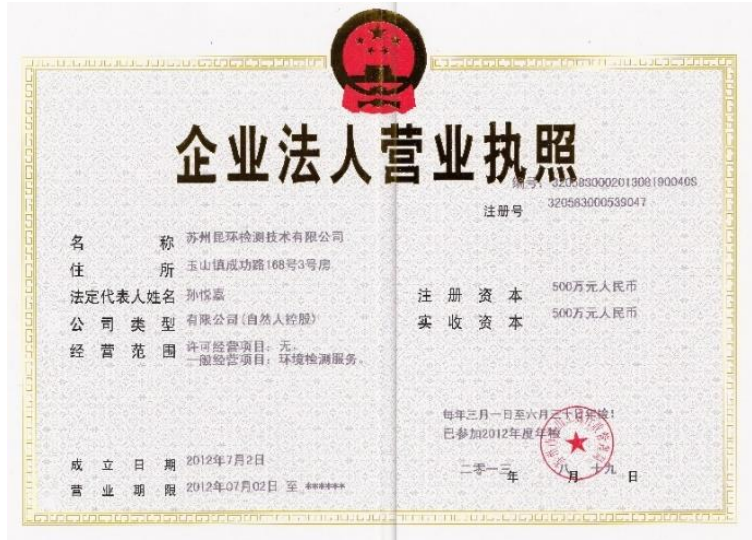 企业法人营业执照
编号：320583000201308190040S
注册号 320583000539047
名称 苏州昆环检测技术有限公司
住所 玉山镇成功路168号3号房
法定代表人姓名 孙悦嘉
注册资本 500万元人民币
公司类型 有限公司(自然人控股)
实收资本 500万元人民币
经营范围 许可经营项目：无。
一般经营项目：环境检测服务。
每年三月一日至六月三十日年检！
已参加2012年度年检
成立日期 2012年7月2日
二零一三年 八月 十九日
营业期限 2012年07月02日 至 ******